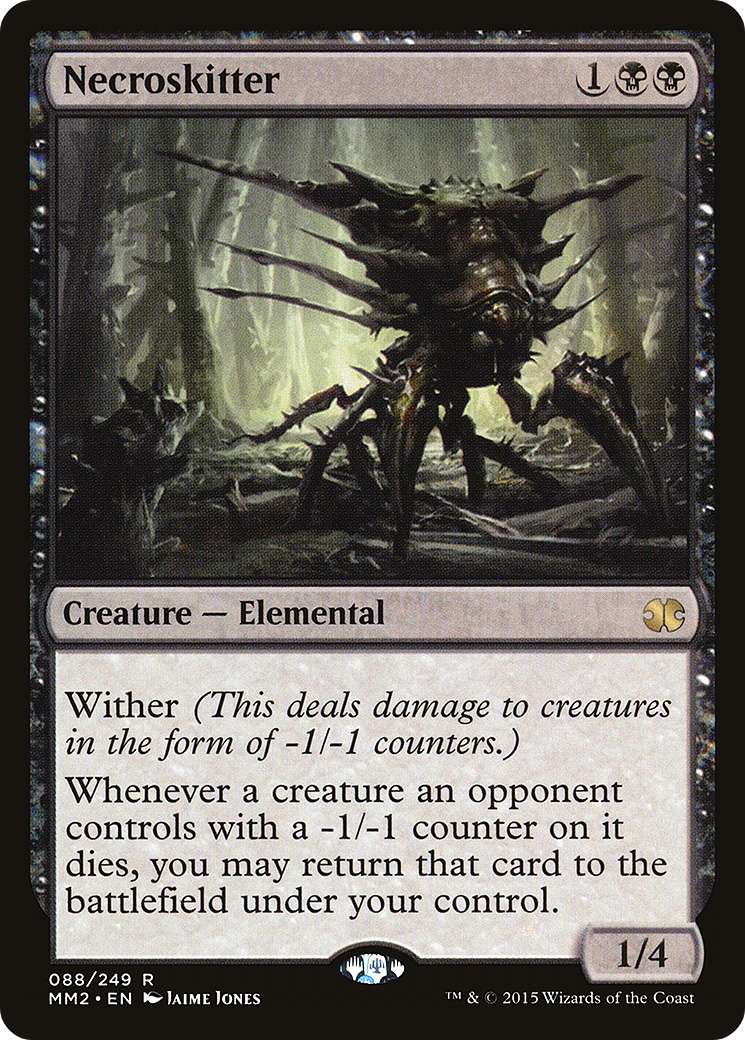 Necroskitter 1
Creature — Elemental
Wither (This deals damage to creatures
in the form of -1/-1 counters.)
Whenever a creature an opponent
controls with a -1/-1 counter on it
dies, you may return that card to the
battlefield under your control.
1/4
088/249 R
MM2 • EN JAIME JONES
™ & © 2015 Wizards of the Coast